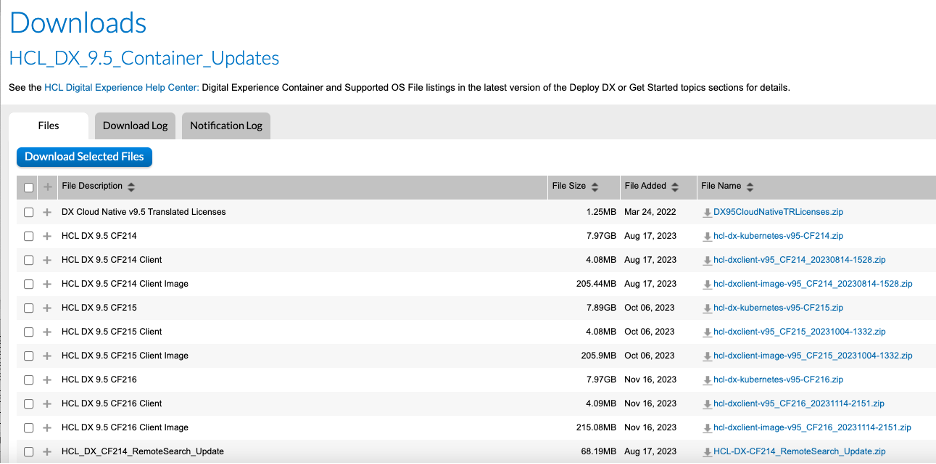 Downloads
HCL_DX_9.5_Container_Updates
See the HCL Digital Experience Help Center: Digital Experience Container and Supported OS File listings in the latest version of the Deploy DX or Get Started topics sections for details.
Files Download Log Notification Log
Download Selected Files
File Description File Size File Added File Name
DX Cloud Native v9.5 Translated Licenses 1.25MB Mar 24, 2022 DX95CloudNativeTRLicenses.zip
HCL DX 9.5 CF214 7.97GB Aug 17, 2023 hcl-dx-kubernetes-v95-CF214.zip
HCL DX 9.5 CF214 Client 4.08MB Aug 17, 2023 hcl-dxclient-v95_CF214_20230814-1528.zip
HCL DX 9.5 CF214 Client Image 205.44MB Aug 17, 2023 hcl-dxclient-image-v95_CF214_20230814-1528.zip
HCL DX 9.5 CF215 7.89GB Oct 06, 2023 hcl-dx-kubernetes-v95-CF215.zip
HCL DX 9.5 CF215 Client 4.08MB Oct 06, 2023 hcl-dxclient-v95_CF215_20231004-1332.zip
HCL DX 9.5 CF215 Client Image 205.9MB Oct 06, 2023 hcl-dxclient-image-v95_CF215_20231004-1332.zip
HCL DX 9.5 CF216 7.97GB Nov 16, 2023 hcl-dx-kubernetes-v95-CF216.zip
HCL DX 9.5 CF216 Client 4.09MB Nov 16, 2023 hcl-dxclient-v95_CF216_20231114-2151.zip
HCL DX 9.5 CF216 Client Image 215.08MB Nov 16, 2023 hcl-dxclient-image-v95_CF216_20231114-2151.zip
HCL_DX_CF214_RemoteSearch_Update 68.19MB Aug 17, 2023 HCL-DX-CF214_RemoteSearch_Update.zip